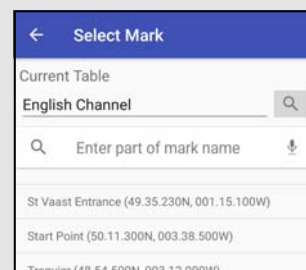 Select Mark
Current Table
English Channel
Enter part of mark name
St Vaast Entrance (49.35.230N, 001.15.100W)
Start Point (50.11.300N, 003.38.500W)